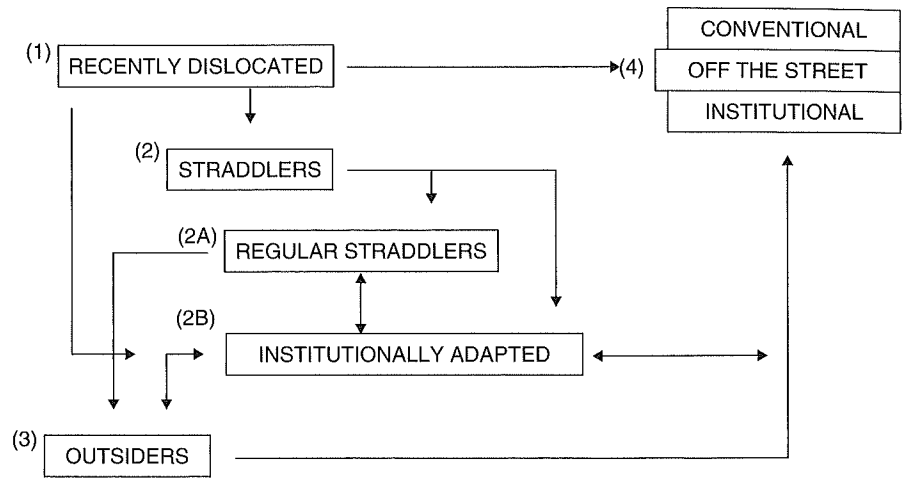 CONVENTIONAL
(1) RECENTLY DISLOCATED
(4) OFF THE STREET
INSTITUTIONAL
(2) STRADDLERS
(2A) REGULAR STRADDLERS
(2B) INSTITUTIONALLY ADAPTED
(3) OUTSIDERS